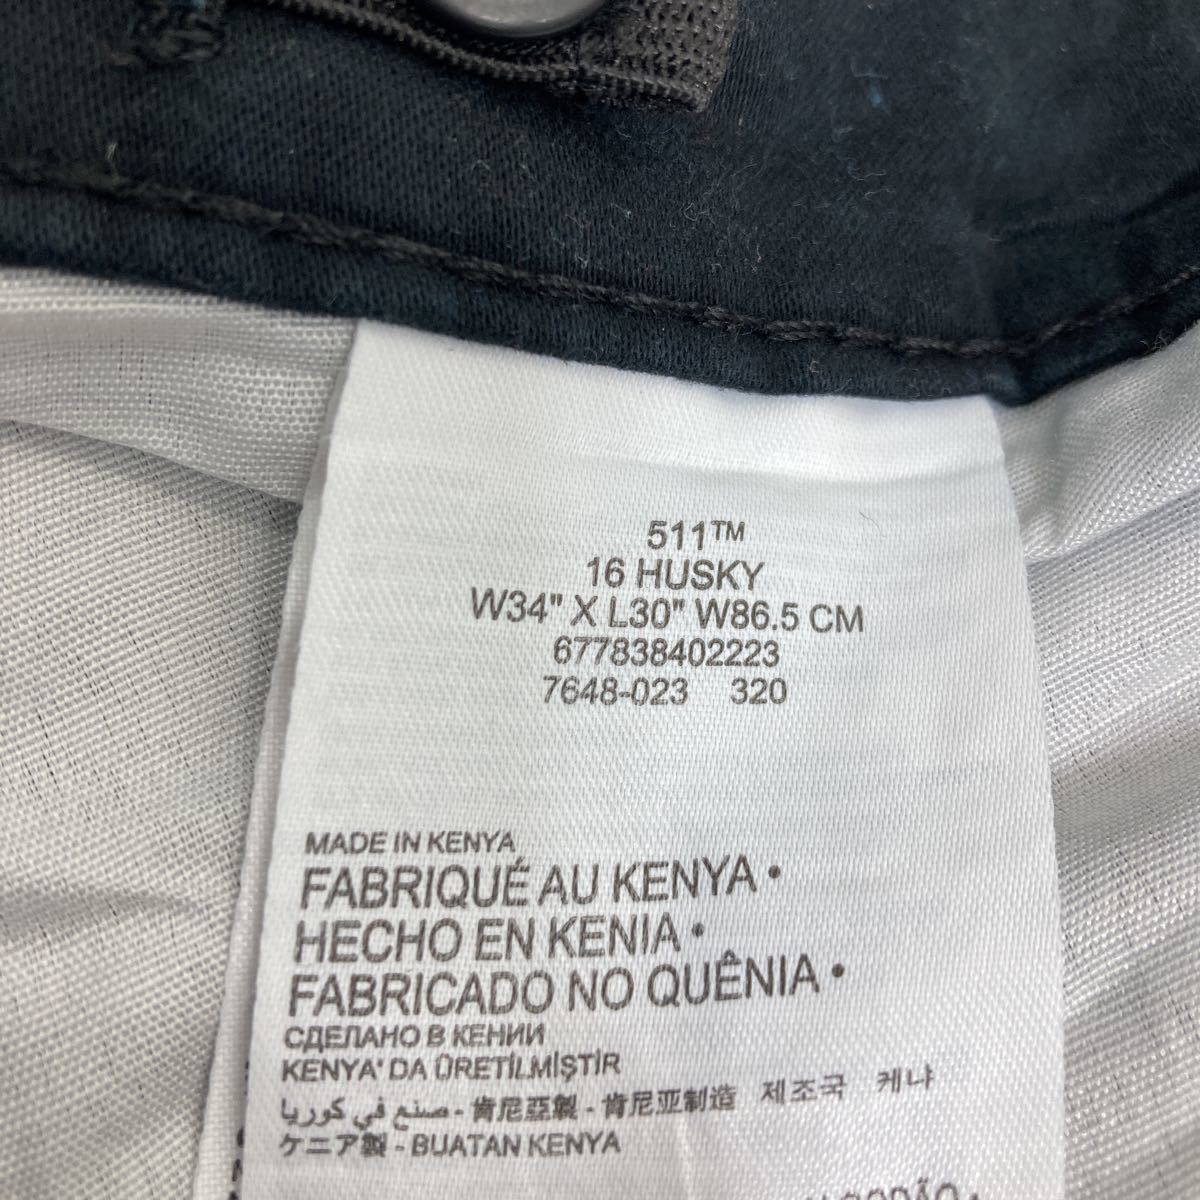 511™
16 HUSKY
W34" X L30" W86.5 CM
677838402223
7648-023 320
MADE IN KENYA
FABRIQUÉ AU KENYA •
HECHO EN KENIA •
FABRICADO NO QUÊNIA •
СДЕЛАНО В КЕНИИ
KENYA' DA ÜRETİLMİŞTİR
صنع في كوريا - 肯尼亞製 - 肯尼亚制造 제조국 케냐
ケニア製 - BUATAN KENYA